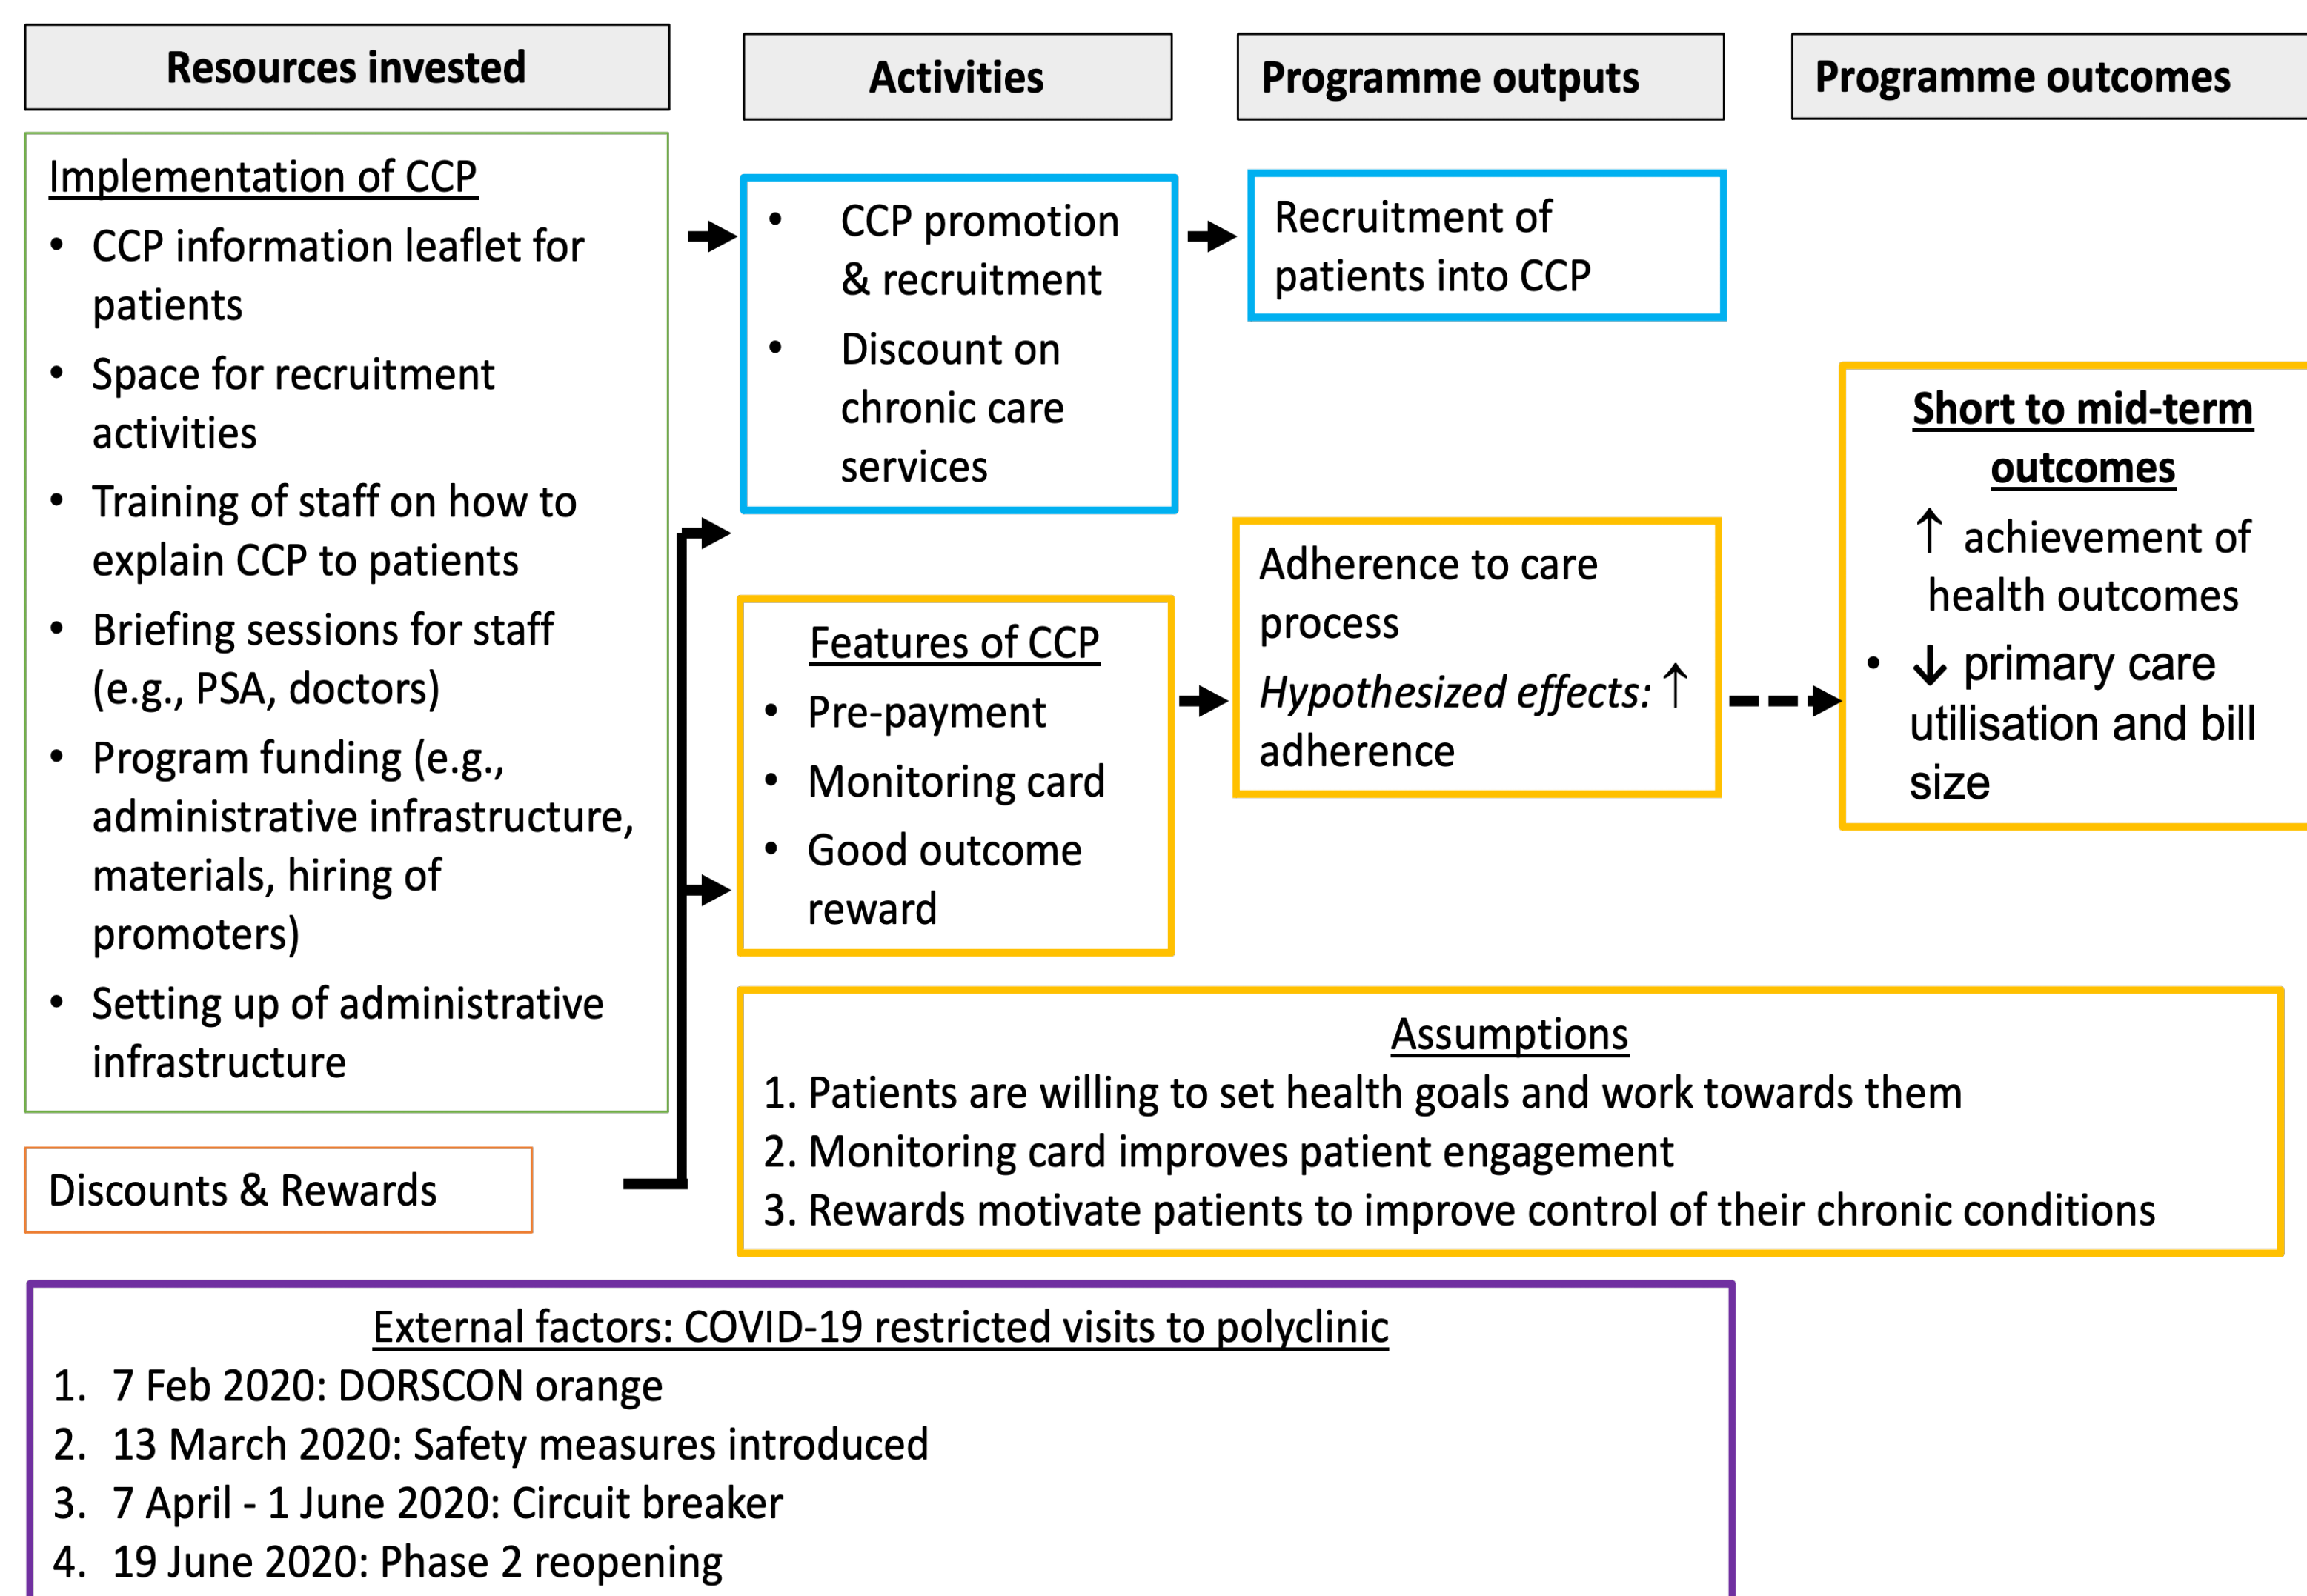 Resources invested
Activities
Programme outputs
Programme outcomes
Implementation of CCP
• CCP information leaflet for
patients
• Space for recruitment
activities
• Training of staff on how to
explain CCP to patients
• Briefing sessions for staff
(e.g., PSA, doctors)
• Program funding (e.g.,
administrative infrastructure,
materials, hiring of
promoters)
• Setting up of administrative
infrastructure
Discounts & Rewards
• CCP promotion
& recruitment
• Discount on
chronic care
services
Features of CCP
• Pre-payment
• Monitoring card
• Good outcome
reward
Recruitment of
patients into CCP
Adherence to care
process
Hypothesized effects: ↑
adherence
Short to mid-term
outcomes
↑ achievement of
health outcomes
• ↓ primary care
utilisation and bill
size
Assumptions
1. Patients are willing to set health goals and work towards them
2. Monitoring card improves patient engagement
3. Rewards motivate patients to improve control of their chronic conditions
External factors: COVID-19 restricted visits to polyclinic
1. 7 Feb 2020: DORSCON orange
2. 13 March 2020: Safety measures introduced
3. 7 April - 1 June 2020: Circuit breaker
4. 19 June 2020: Phase 2 reopening